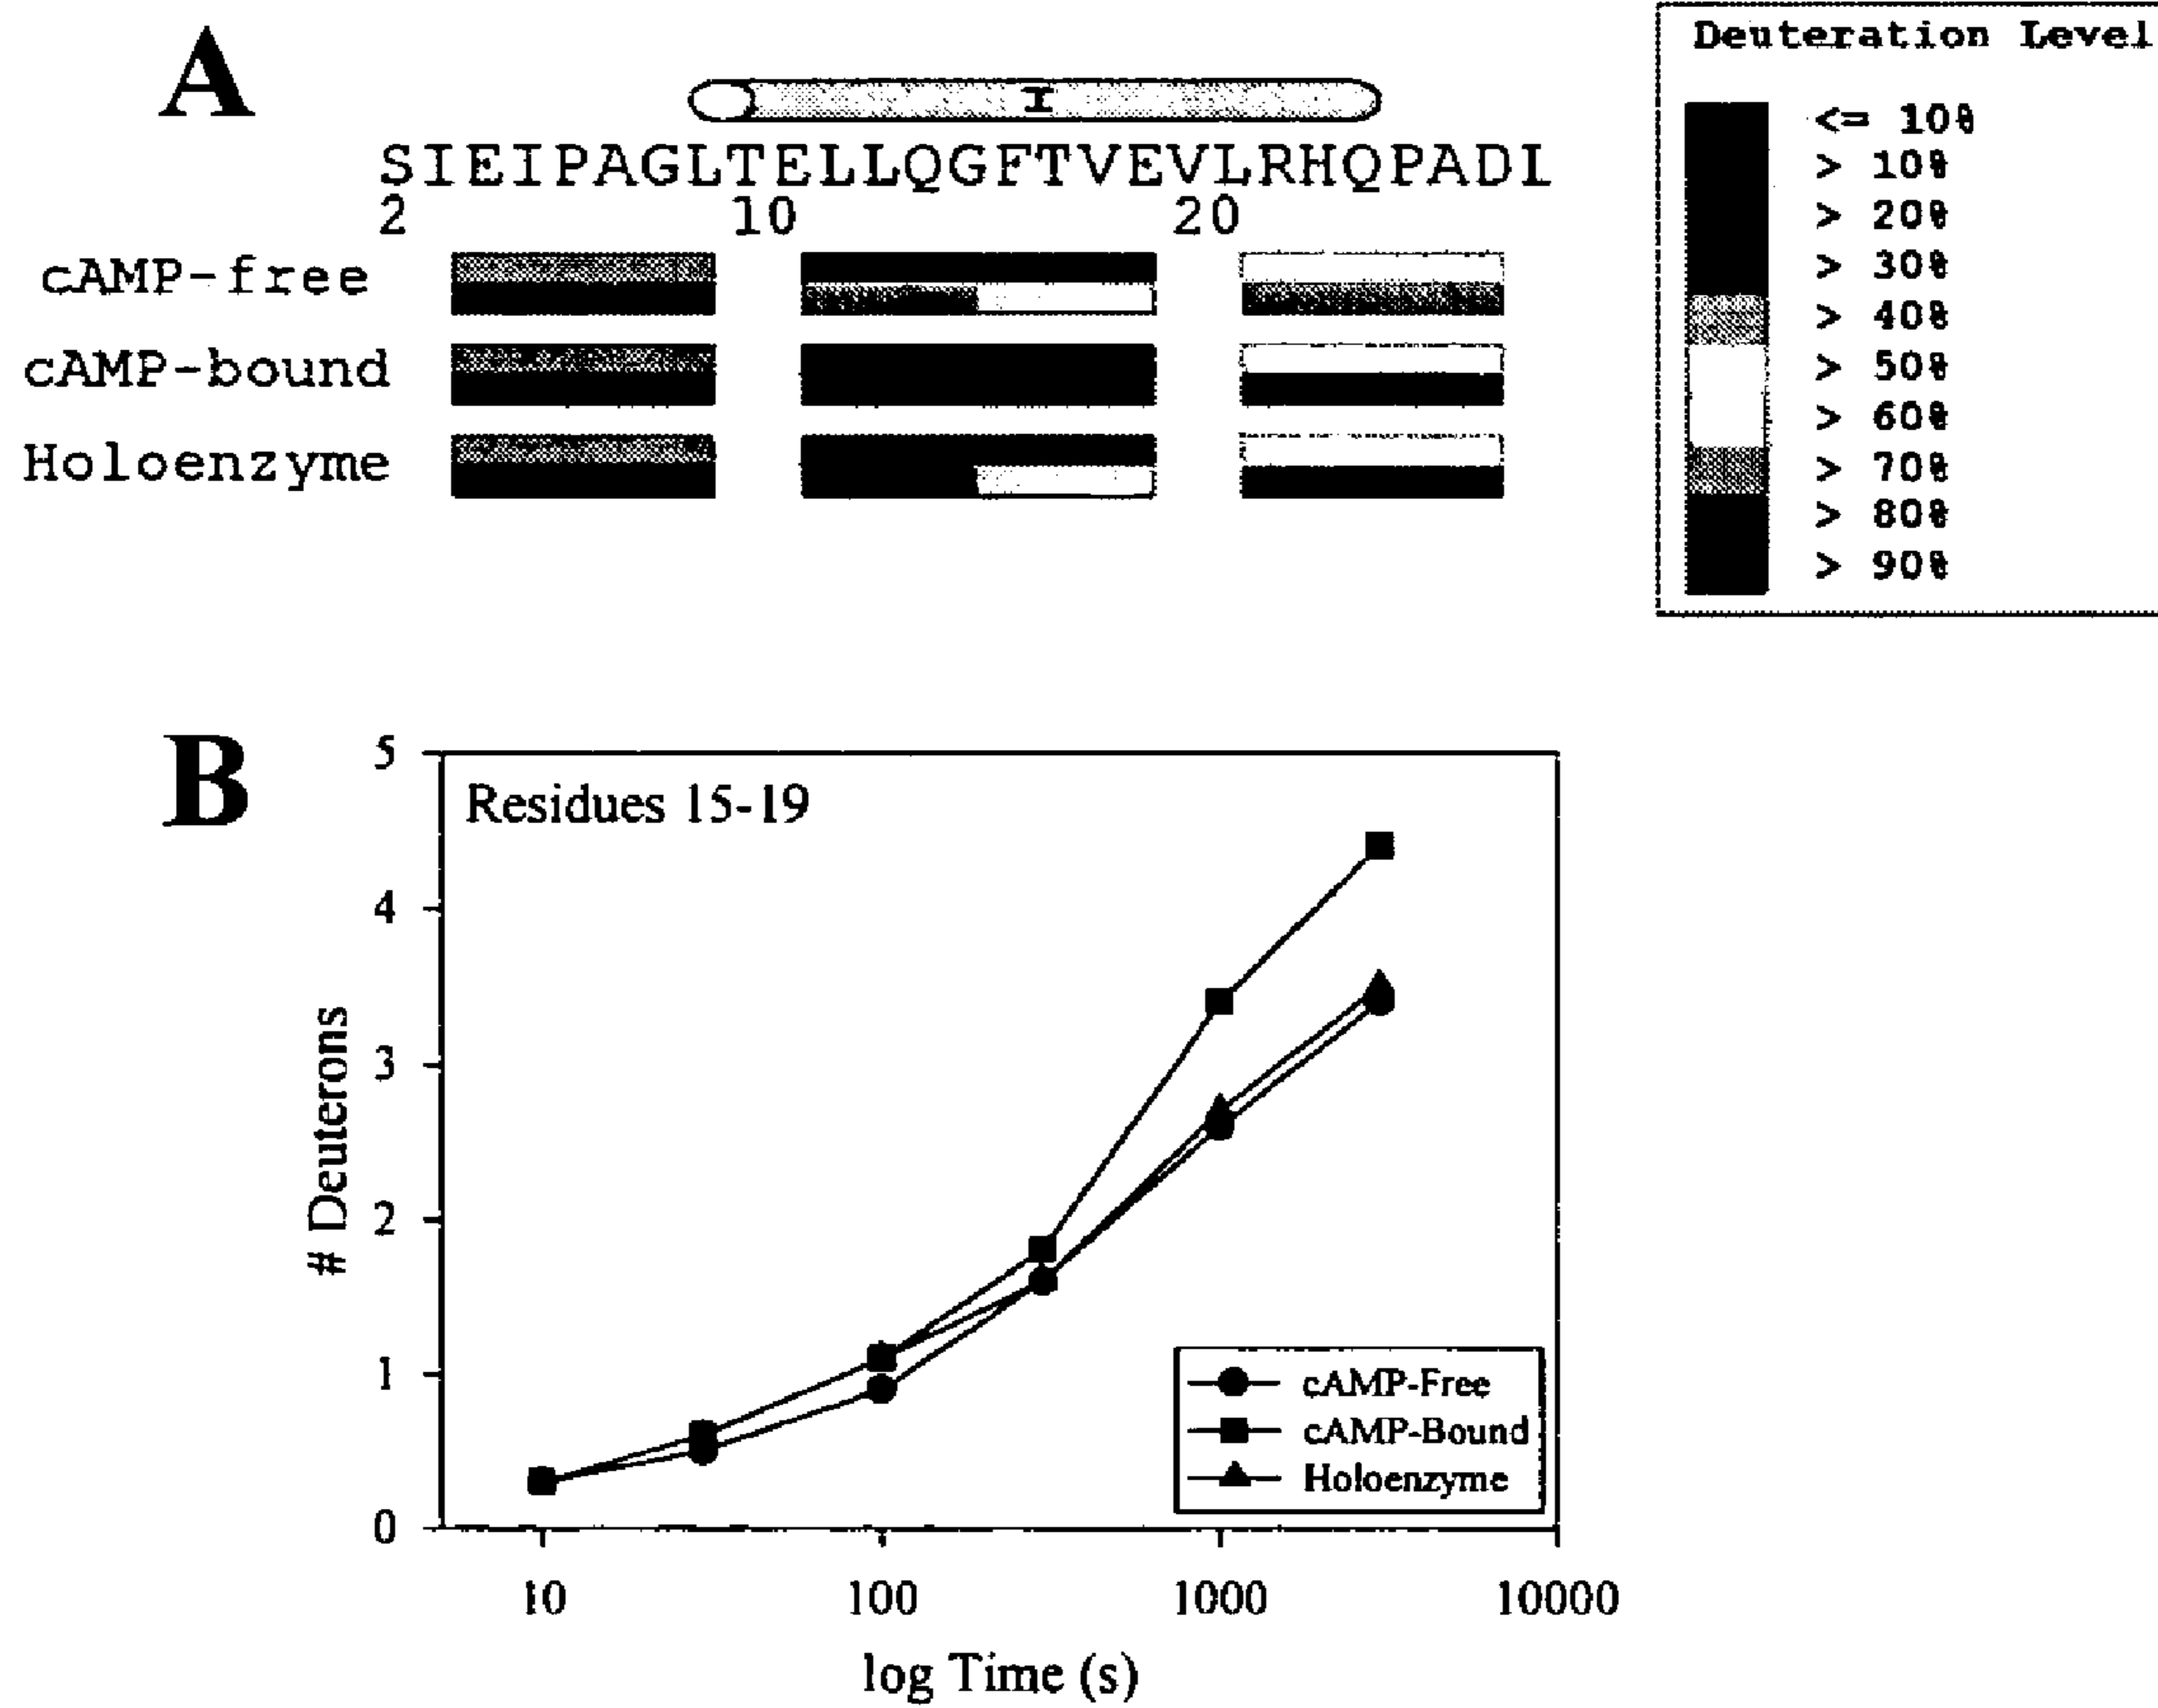 A
I
SIEIPAGLTELLQGFTVEVLRHQPADIL
2 10 20
cAMP-free
cAMP-bound
Holoenzyme
Deuteration Level
<= 10%
> 10%
> 20%
> 30%
> 40%
> 50%
> 60%
> 70%
> 80%
> 90%
B
Residues 15-19
# Deuterons
5
4
3
2
1
0
cAMP-Free
cAMP-Bound
Holoenzyme
10 100 1000 10000
log Time (s)